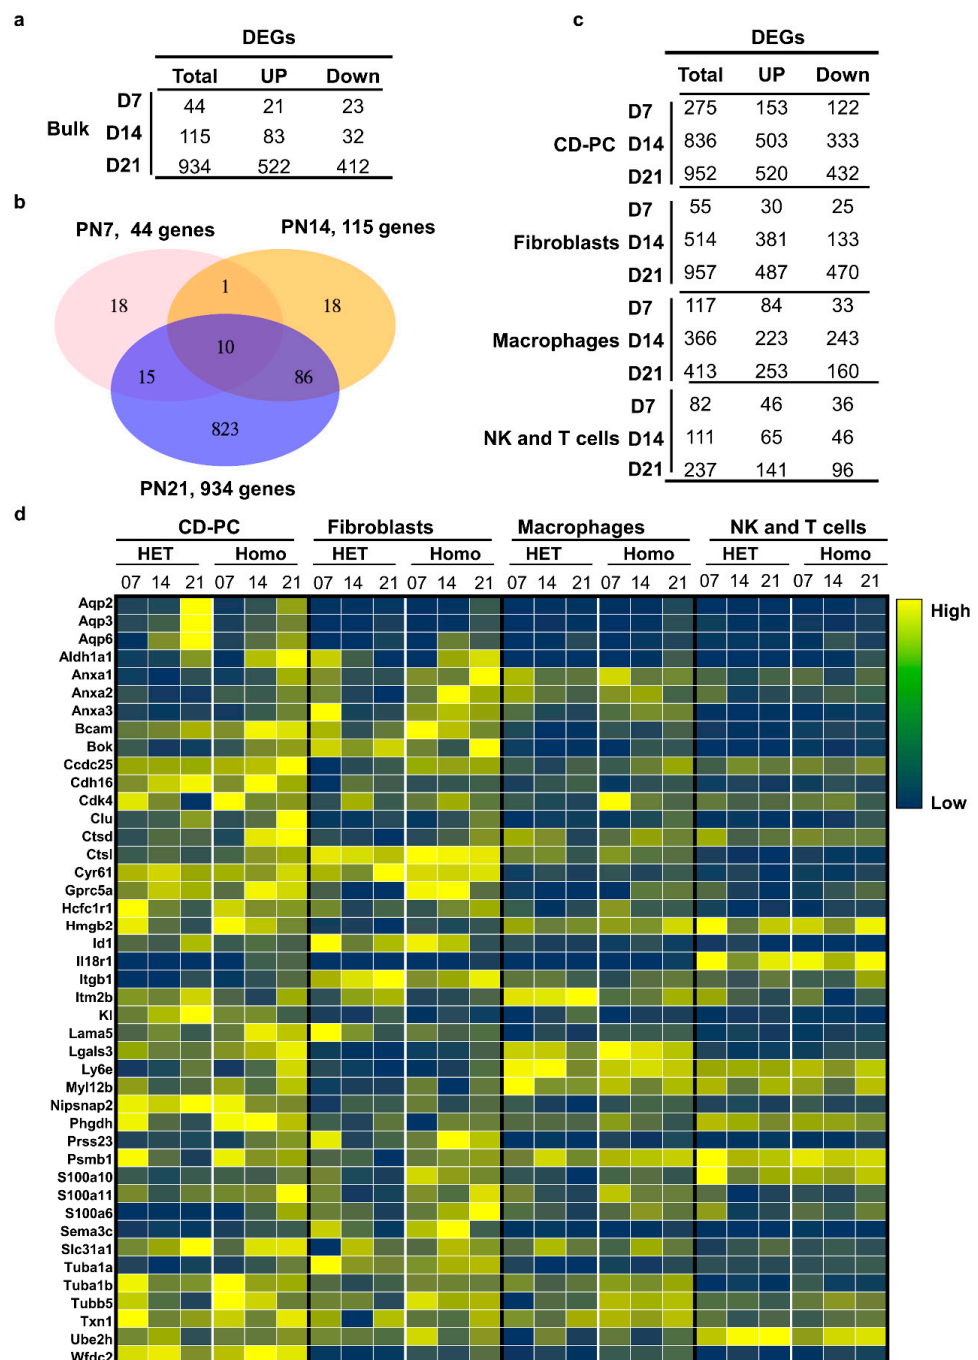 a
DEGs
Total UP Down
Bulk
D7 44 21 23
D14 115 83 32
D21 934 522 412
b
PN7, 44 genes
PN14, 115 genes
18
1
18
10
15
86
823
PN21, 934 genes
c
DEGs
Total UP Down
CD-PC
D7 275 153 122
D14 836 503 333
D21 952 520 432
Fibroblasts
D7 55 30 25
D14 514 381 133
D21 957 487 470
Macrophages
D7 117 84 33
D14 366 223 243
D21 413 253 160
NK and T cells
D7 82 46 36
D14 111 65 46
D21 237 141 96
d
CD-PC Fibroblasts Macrophages NK and T cells
HET Homo HET Homo HET Homo HET Homo
07 14 21 07 14 21 07 14 21 07 14 21 07 14 21 07 14 21 07 14 21 07 14 21
Aqp2
Aqp3
Aqp6
Aldh1a1
Anxa1
Anxa2
Anxa3
Bcam
Bok
Ccdc25
Cdh16
Cdk4
Clu
Ctsd
Ctsl
Cyr61
Gprc5a
Hcfc1r1
Hmgb2
Id1
Il18r1
Itgb1
Itm2b
Kl
Lama5
Lgals3
Ly6e
Myl12b
Nipsnap2
Phgdh
Prss23
Psmb1
S100a10
S100a11
S100a6
Sema3c
Slc31a1
Tuba1a
Tuba1b
Tubb5
Txn1
Ube2h
Wfdc2
High
Low